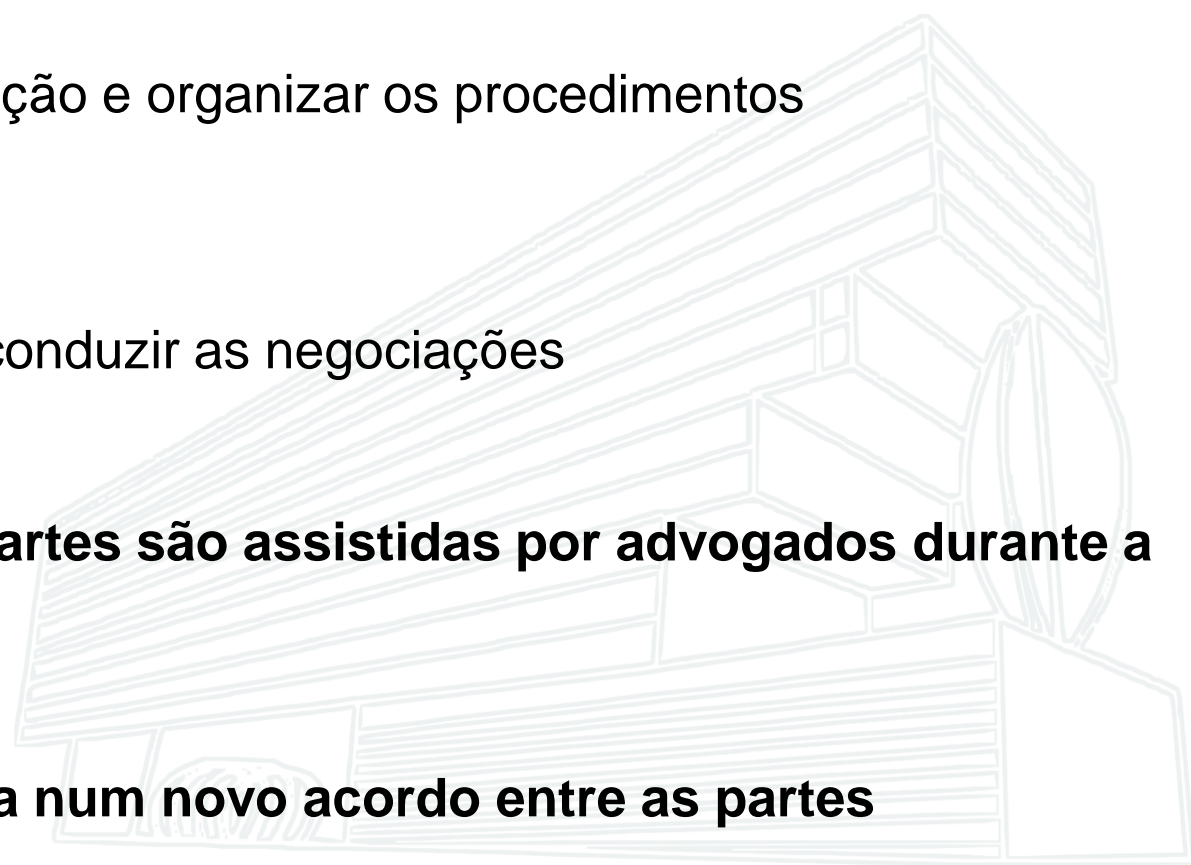 ção e organizar os procedimentos
conduzir as negociações
artes são assistidas por advogados durante a
a num novo acordo entre as partes